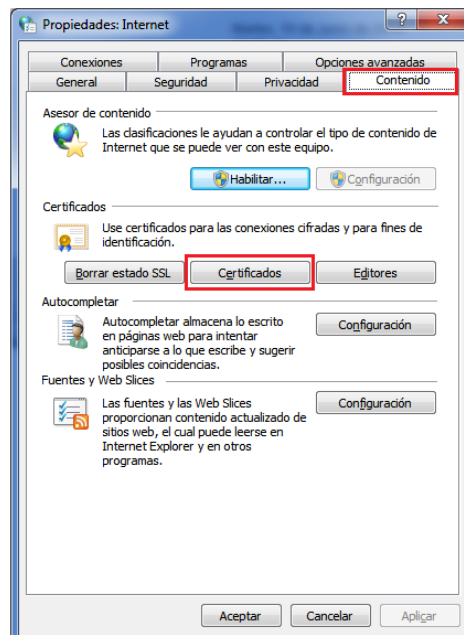 Propiedades: Internet
Conexiones Programas Opciones avanzadas
General Seguridad Privacidad Contenido
Asesor de contenido
Las clasificaciones le ayudan a controlar el tipo de contenido de
Internet que se puede ver con este equipo.
Habilitar... Configuración
Certificados
Use certificados para las conexiones cifradas y para fines de
identificación.
Borrar estado SSL Certificados Editores
Autocompletar
Autocompletar almacena lo escrito
en páginas web para intentar
anticiparse a lo que escribe y sugerir
posibles coincidencias.
Configuración
Fuentes y Web Slices
Las fuentes y las Web Slices
proporcionan contenido actualizado de
sitios web, el cual puede leerse en
Internet Explorer y en otros
programas.
Configuración
Aceptar Cancelar Aplicar